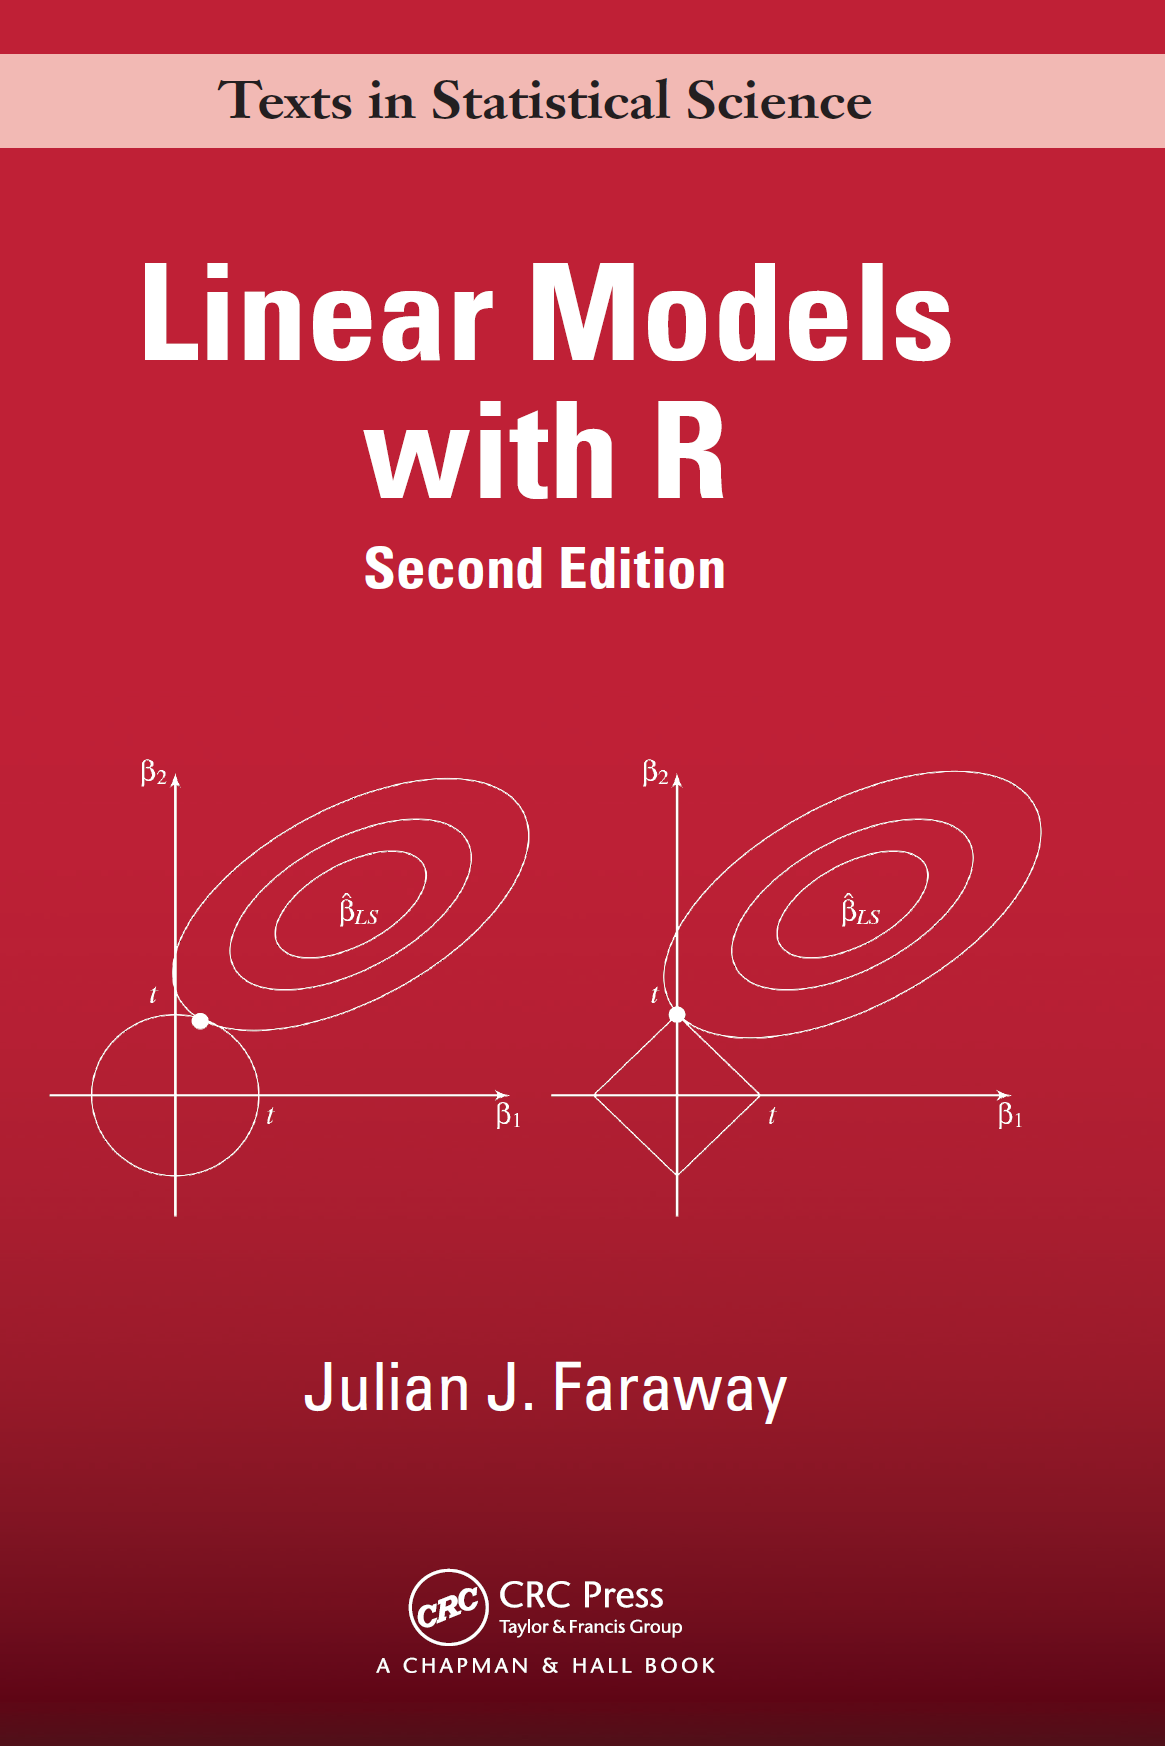 Texts in Statistical Science
Linear Models
with R
Second Edition
β2
β̂LS
t
t
β1
β2
β̂LS
t
t
β1
Julian J. Faraway
CRC
CRC Press
Taylor & Francis Group
A CHAPMAN & HALL BOOK